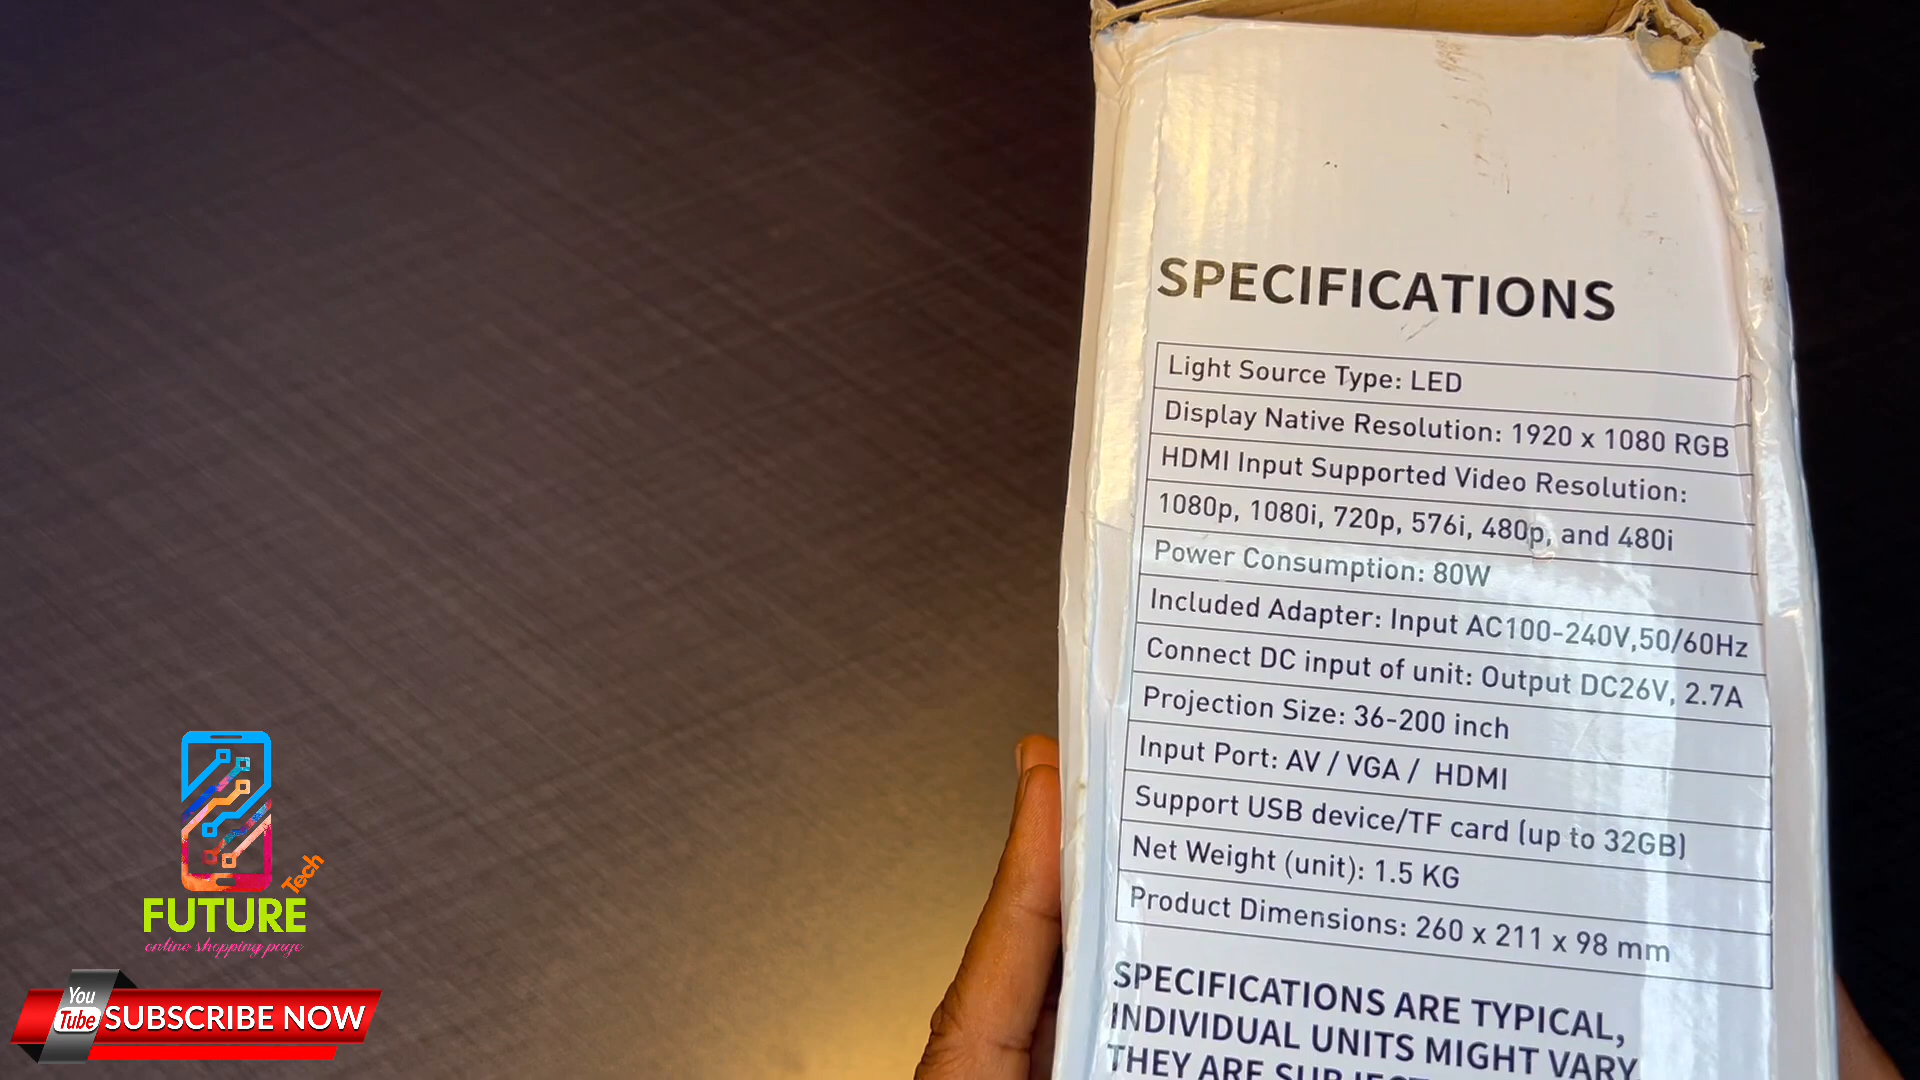 SPECIFICATIONS
Light Source Type: LED
Display Native Resolution: 1920 x 1080 RGB
HDMI Input Supported Video Resolution:
1080p, 1080i, 720p, 576i, 480p, and 480i
Power Consumption: 80W
Included Adapter: Input AC100-240V,50/60Hz
Connect DC input of unit: Output DC26V, 2.7A
Projection Size: 36-200 inch
Input Port: AV / VGA / HDMI
Support USB device/TF card (up to 32GB)
Net Weight (unit): 1.5 KG
Product Dimensions: 260 x 211 x 98 mm
SPECIFICATIONS ARE TYPICAL,
INDIVIDUAL UNITS MIGHT VARY
THEY ARE
Tech
FUTURE
online shopping page
You
Tube
SUBSCRIBE NOW